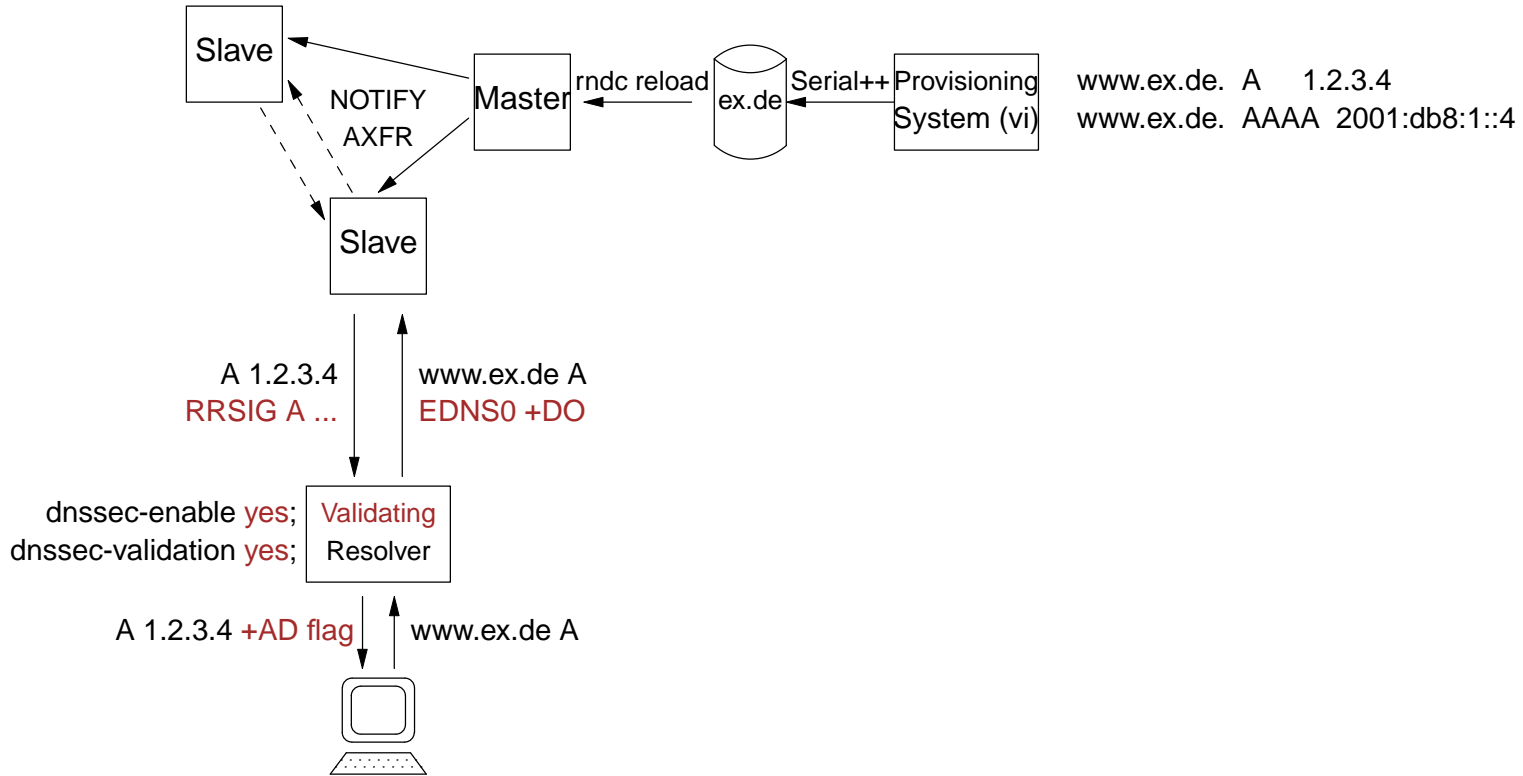 Slave
NOTIFY
AXFR
Master
rndc reload
ex.de
Serial++
Provisioning
System (vi)
www.ex.de. A 1.2.3.4
www.ex.de. AAAA 2001:db8:1::4
Slave
A 1.2.3.4
RRSIG A ...
www.ex.de A
EDNS0 +DO
dnssec-enable yes;
dnssec-validation yes;
Validating
Resolver
A 1.2.3.4 +AD flag
www.ex.de A